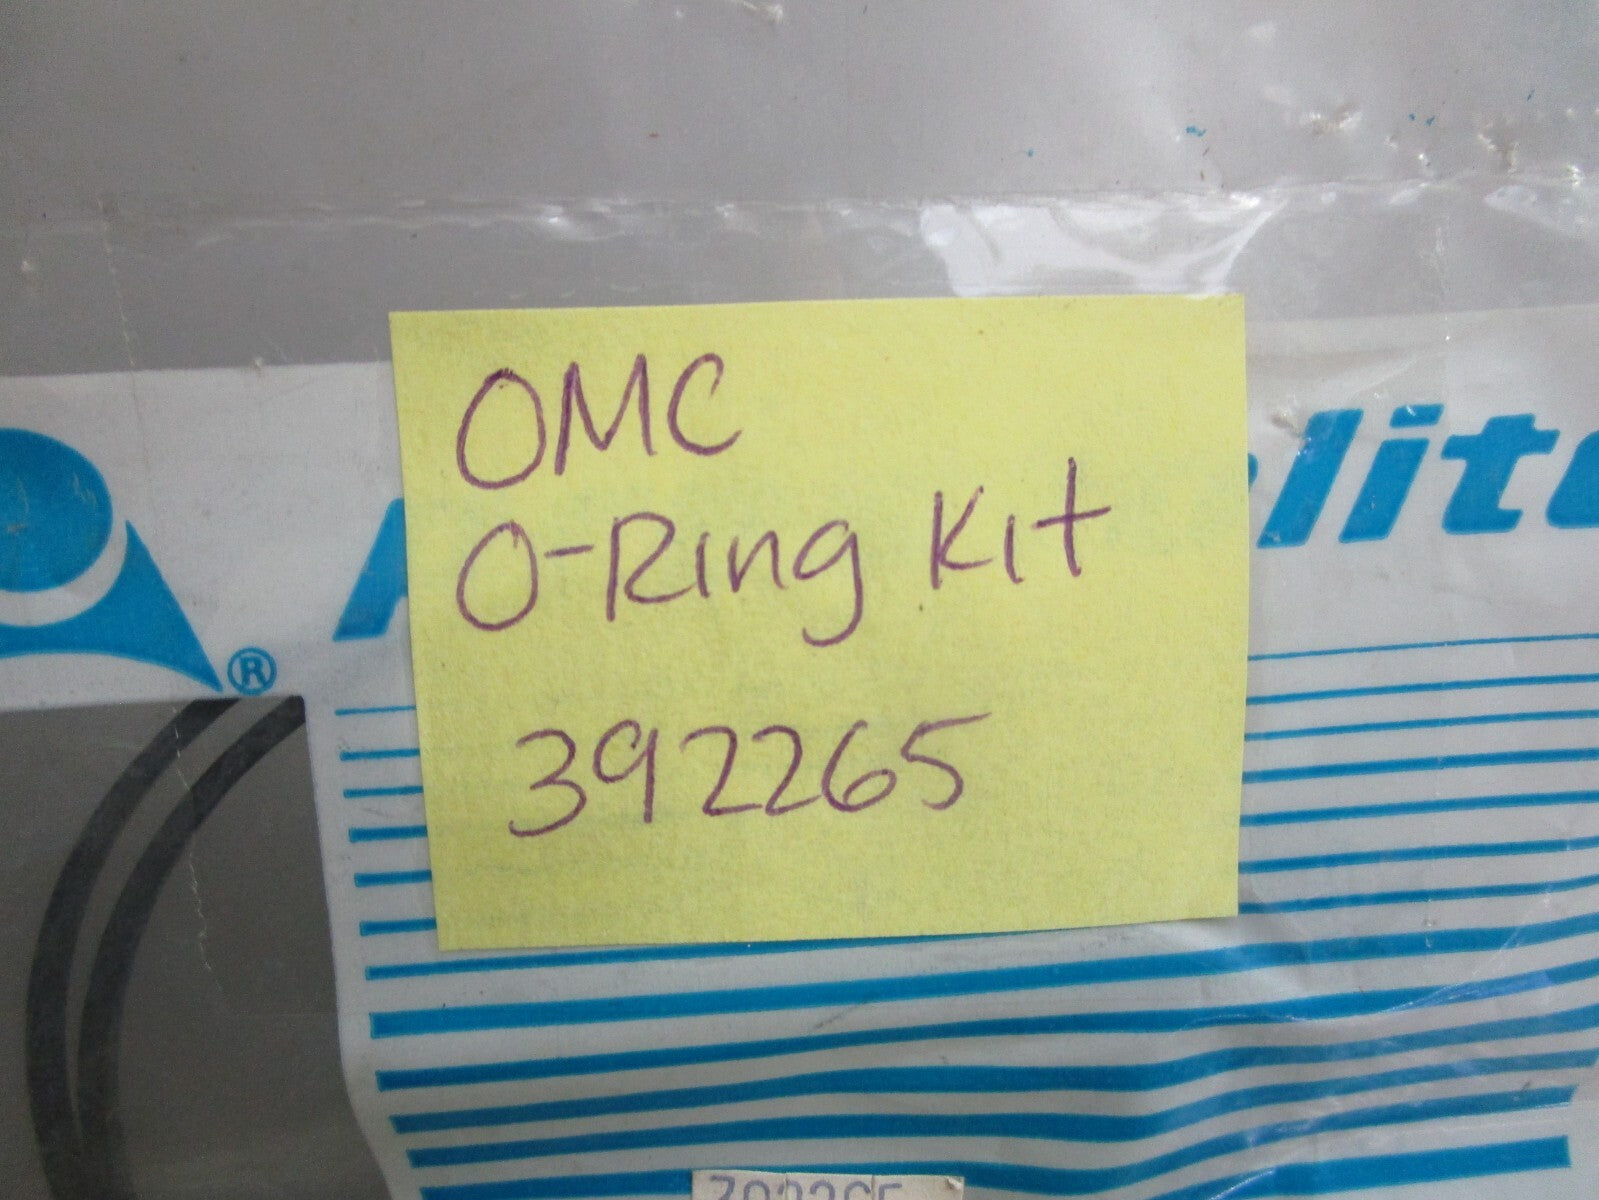 OMC
O-Ring Kit
392265
®